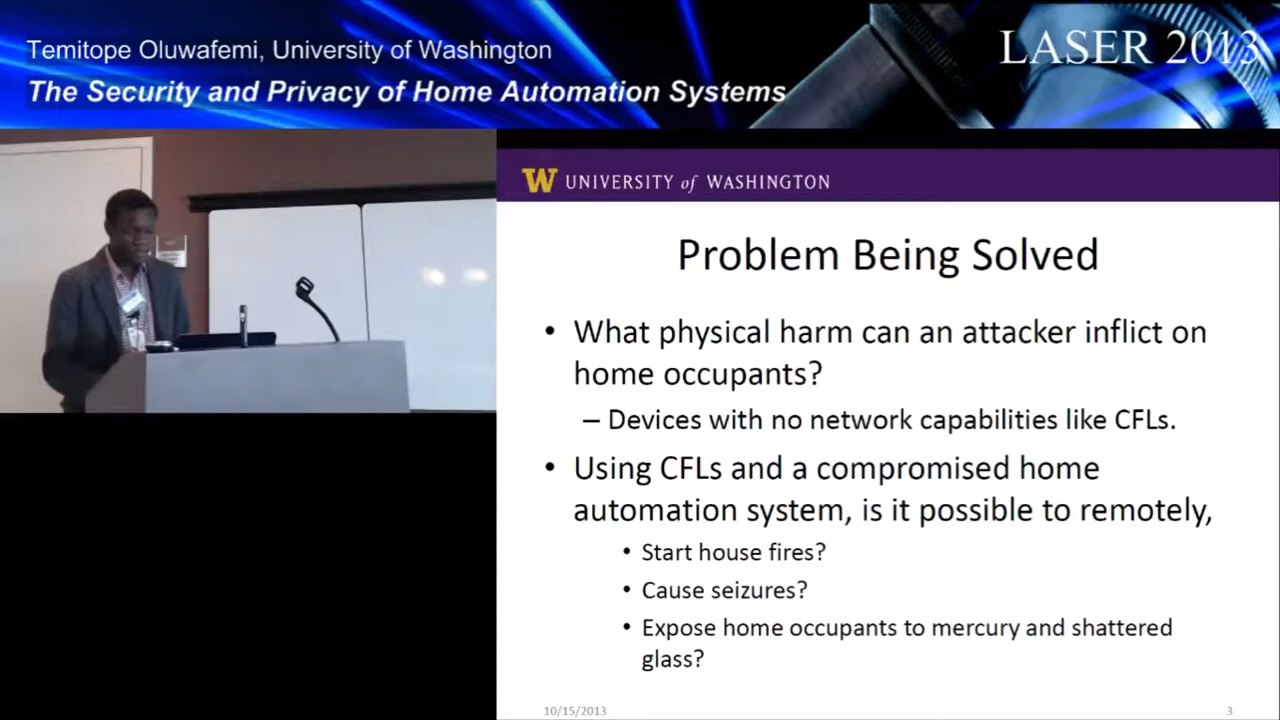 Temitope Oluwafemi, University of Washington
The Security and Privacy of Home Automation Systems
LASER 2013
W UNIVERSITY of WASHINGTON
Problem Being Solved
• What physical harm can an attacker inflict on
home occupants?
– Devices with no network capabilities like CFLs.
• Using CFLs and a compromised home
automation system, is it possible to remotely,
• Start house fires?
• Cause seizures?
• Expose home occupants to mercury and shattered
glass?
10/15/2013
3